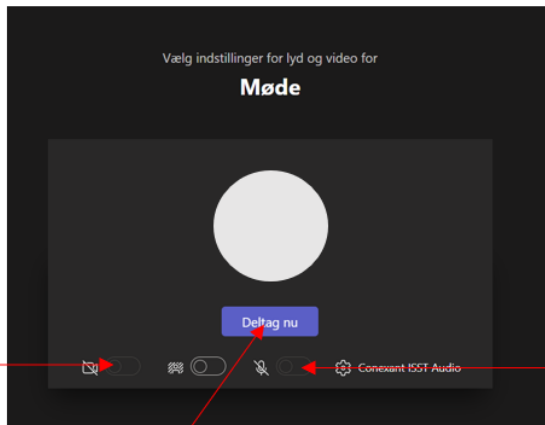 Vælg indstillinger for lyd og video for
Møde
Deltag nu
Conexant ISST Audio